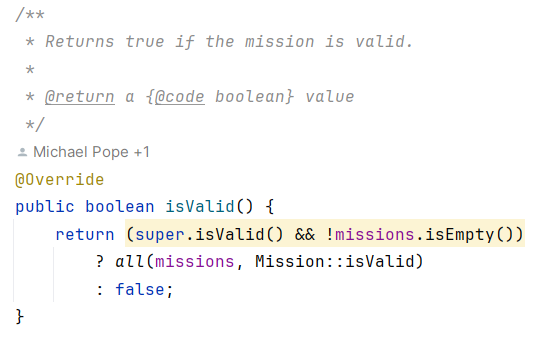 /**
 * Returns true if the mission is valid.
 *
 * @return a {@code boolean} value
 */
Michael Pope +1
@Override
public boolean isValid() {
    return (super.isValid() && !missions.isEmpty())
        ? all(missions, Mission::isValid)
        : false;
}